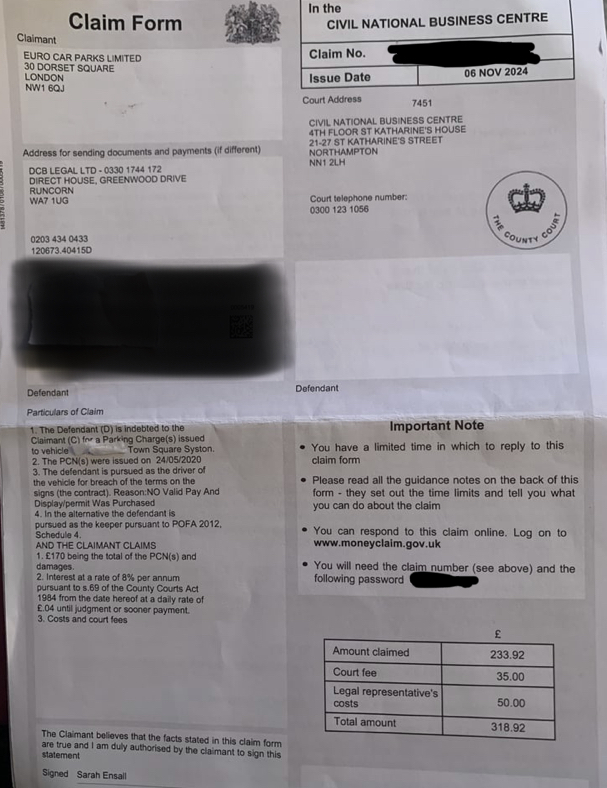 Claim Form
In the
CIVIL NATIONAL BUSINESS CENTRE
Claim No.
Issue Date
06 NOV 2024
Claimant
EURO CAR PARKS LIMITED
30 DORSET SQUARE
LONDON
NW1 6QJ
Court Address
7451
CIVIL NATIONAL BUSINESS CENTRE
4TH FLOOR ST KATHARINE'S HOUSE
21-27 ST KATHARINE'S STREET
NORTHAMPTON
NN1 2LH
Court telephone number:
0300 123 1056
THE COUNTY COURT
Address for sending documents and payments (if different)
DCB LEGAL LTD - 0330 1744 172
DIRECT HOUSE, GREENWOOD DRIVE
RUNCORN
WA7 1UG
0203 434 0433
120673.40415D
Defendant
Defendant
Particulars of Claim
1. The Defendant (D) is indebted to the
Claimant (C) for a Parking Charge(s) issued
to vehicle Town Square Syston.
2. The PCN(s) were issued on 24/05/2020
3. The defendant is pursued as the driver of
the vehicle for breach of the terms on the
signs (the contract). Reason:NO Valid Pay And
Display/permit Was Purchased
4. In the alternative the defendant is
pursued as the keeper pursuant to POFA 2012,
Schedule 4.
AND THE CLAIMANT CLAIMS
1. £170 being the total of the PCN(s) and
damages.
2. Interest at a rate of 8% per annum
pursuant to s.69 of the County Courts Act
1984 from the date hereof at a daily rate of
£.04 until judgment or sooner payment.
3. Costs and court fees
Important Note
• You have a limited time in which to reply to this
claim form
• Please read all the guidance notes on the back of this
form - they set out the time limits and tell you what
you can do about the claim
• You can respond to this claim online. Log on to
www.moneyclaim.gov.uk
• You will need the claim number (see above) and the
following password
£
Amount claimed 233.92
Court fee 35.00
Legal representative's
costs 50.00
Total amount 318.92
The Claimant believes that the facts stated in this claim form
are true and I am duly authorised by the claimant to sign this
statement
Signed Sarah Ensall